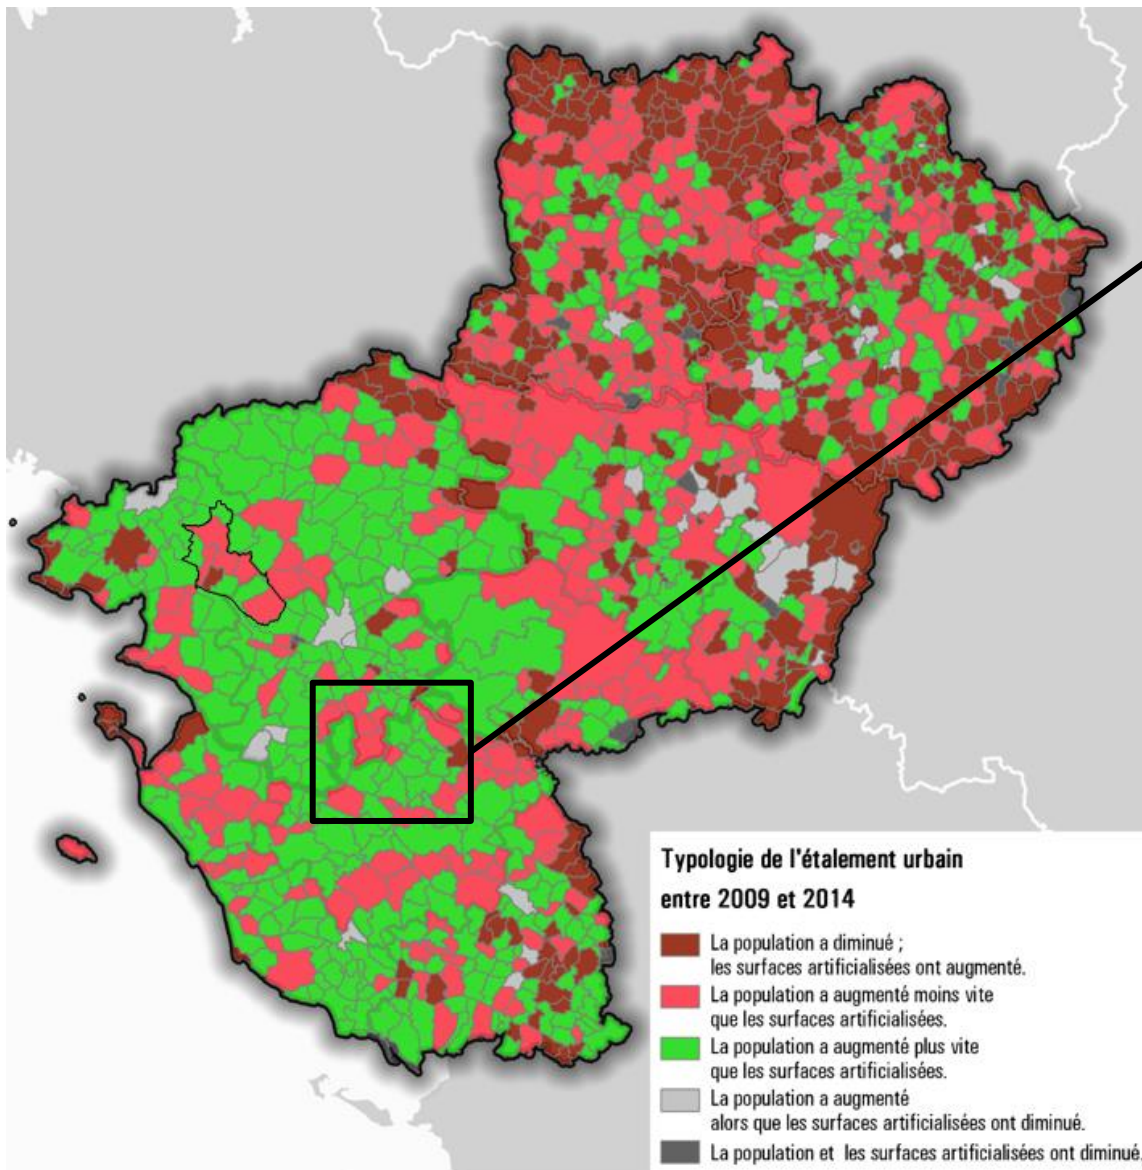 Typologie de l'étalement urbain
entre 2009 et 2014
La population a diminué ;
les surfaces artificialisées ont augmenté.
La population a augmenté moins vite
que les surfaces artificialisées.
La population a augmenté plus vite
que les surfaces artificialisées.
La population a augmenté
alors que les surfaces artificialisées ont diminué.
La population et les surfaces artificialisées ont diminué